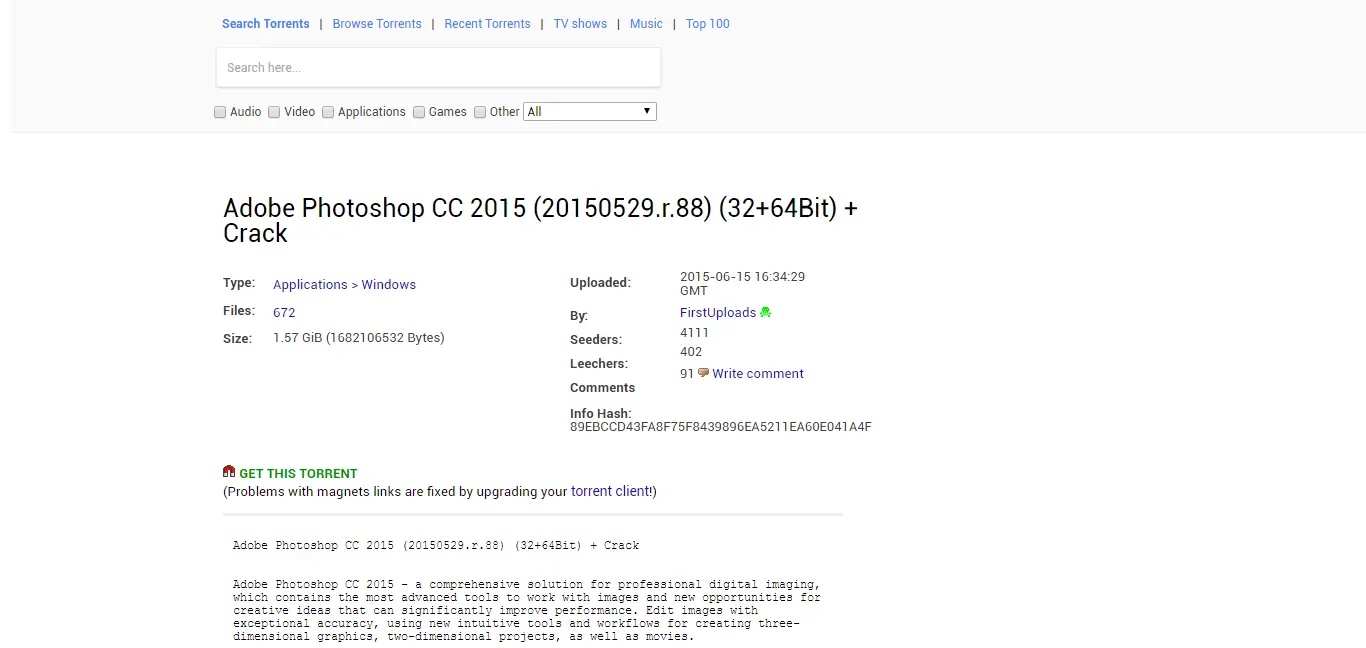 Search Torrents | Browse Torrents | Recent Torrents | TV shows | Music | Top 100
Search here...
Audio Video Applications Games Other All
Adobe Photoshop CC 2015 (20150529.r.88) (32+64Bit) +
Crack
Type: Applications > Windows
Files: 672
Size: 1.57 GiB (1682106532 Bytes)
Uploaded: 2015-06-15 16:34:29
GMT
By: FirstUploads
Seeders: 4111
Leechers: 402
Comments 91 Write comment
Info Hash:
89EBCCD43FA8F75F8439896EA5211EA60E041A4F
GET THIS TORRENT
(Problems with magnets links are fixed by upgrading your torrent client!)
Adobe Photoshop CC 2015 (20150529.r.88) (32+64Bit) + Crack
Adobe Photoshop CC 2015 - a comprehensive solution for professional digital imaging,
which contains the most advanced tools to work with images and new opportunities for
creative ideas that can significantly improve performance. Edit images with
exceptional accuracy, using new intuitive tools and workflows for creating three-
dimensional graphics, two-dimensional projects, as well as movies.